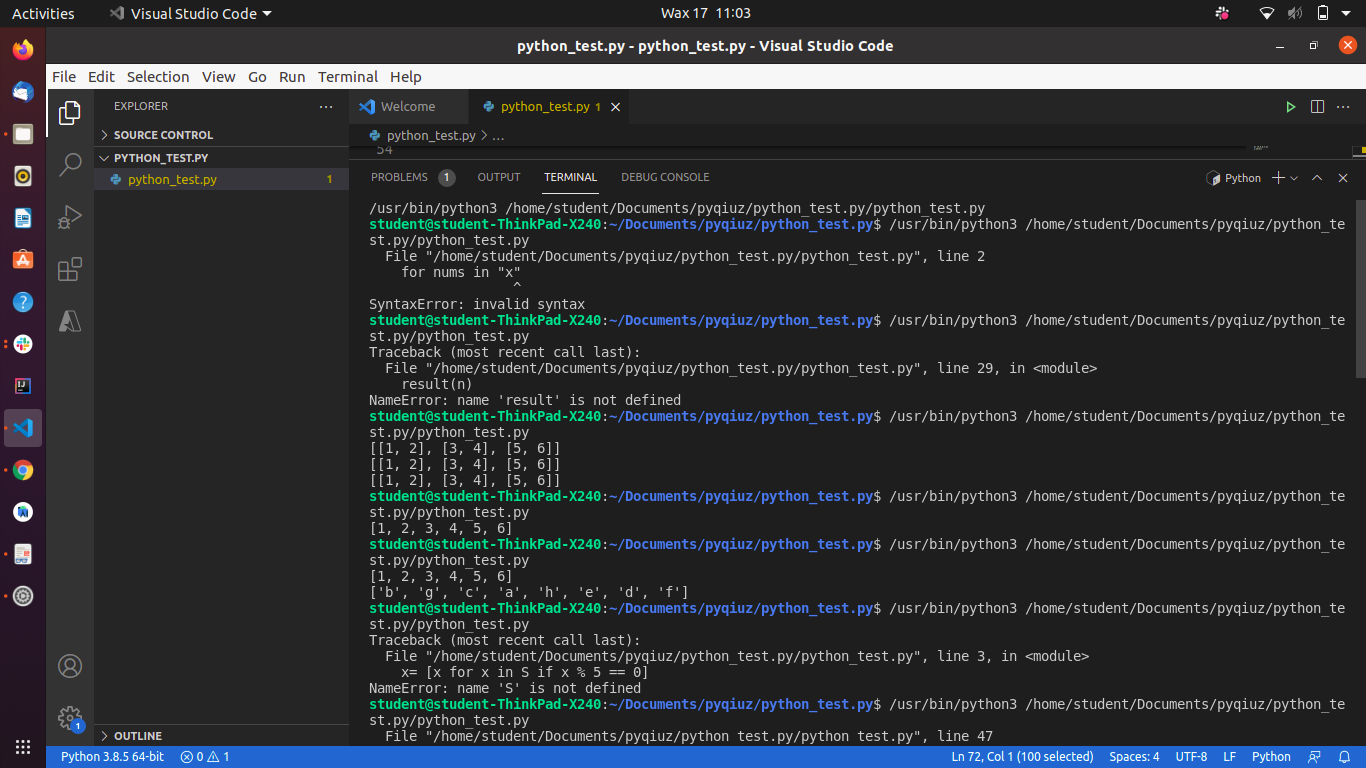 Activities
Visual Studio Code
Wax 17 11:03
python_test.py - python_test.py - Visual Studio Code
File Edit Selection View Go Run Terminal Help
EXPLORER ...
SOURCE CONTROL
PYTHON_TEST.PY
python_test.py 1
OUTLINE
Welcome
python_test.py 1
python_test.py > ...
54
PROBLEMS 1 OUTPUT TERMINAL DEBUG CONSOLE
Python
/usr/bin/python3 /home/student/Documents/pyqiuz/python_test.py/python_test.py
student@student-ThinkPad-X240:~/Documents/pyqiuz/python_test.py$ /usr/bin/python3 /home/student/Documents/pyqiuz/python_te
st.py/python_test.py
File "/home/student/Documents/pyqiuz/python_test.py/python_test.py", line 2
for nums in "x"
^
SyntaxError: invalid syntax
student@student-ThinkPad-X240:~/Documents/pyqiuz/python_test.py$ /usr/bin/python3 /home/student/Documents/pyqiuz/python_te
st.py/python_test.py
Traceback (most recent call last):
File "/home/student/Documents/pyqiuz/python_test.py/python_test.py", line 29, in <module>
result(n)
NameError: name 'result' is not defined
student@student-ThinkPad-X240:~/Documents/pyqiuz/python_test.py$ /usr/bin/python3 /home/student/Documents/pyqiuz/python_te
st.py/python_test.py
[[1, 2], [3, 4], [5, 6]]
[[1, 2], [3, 4], [5, 6]]
[[1, 2], [3, 4], [5, 6]]
student@student-ThinkPad-X240:~/Documents/pyqiuz/python_test.py$ /usr/bin/python3 /home/student/Documents/pyqiuz/python_te
st.py/python_test.py
[1, 2, 3, 4, 5, 6]
student@student-ThinkPad-X240:~/Documents/pyqiuz/python_test.py$ /usr/bin/python3 /home/student/Documents/pyqiuz/python_te
st.py/python_test.py
[1, 2, 3, 4, 5, 6]
['b', 'g', 'c', 'a', 'h', 'e', 'd', 'f']
student@student-ThinkPad-X240:~/Documents/pyqiuz/python_test.py$ /usr/bin/python3 /home/student/Documents/pyqiuz/python_te
st.py/python_test.py
Traceback (most recent call last):
File "/home/student/Documents/pyqiuz/python_test.py/python_test.py", line 3, in <module>
x= [x for x in S if x % 5 == 0]
NameError: name 'S' is not defined
student@student-ThinkPad-X240:~/Documents/pyqiuz/python_test.py$ /usr/bin/python3 /home/student/Documents/pyqiuz/python_te
st.py/python_test.py
File "/home/student/Documents/pyqiuz/python_test.py/python_test.py", line 47
1
Python 3.8.5 64-bit 0 1 Ln 72, Col 1 (100 selected) Spaces: 4 UTF-8 LF Python